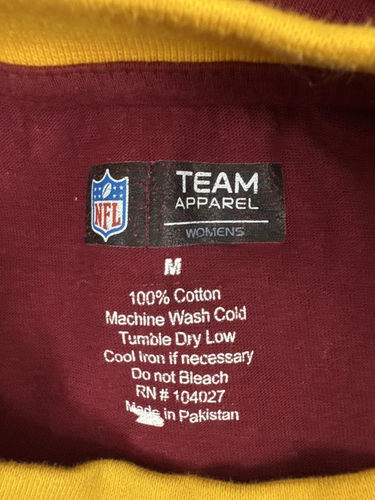 NFL
TEAM
APPAREL
WOMENS
M
100% Cotton
Machine Wash Cold
Tumble Dry Low
Cool Iron if necessary
Do not Bleach
RN # 104027
Made in Pakistan